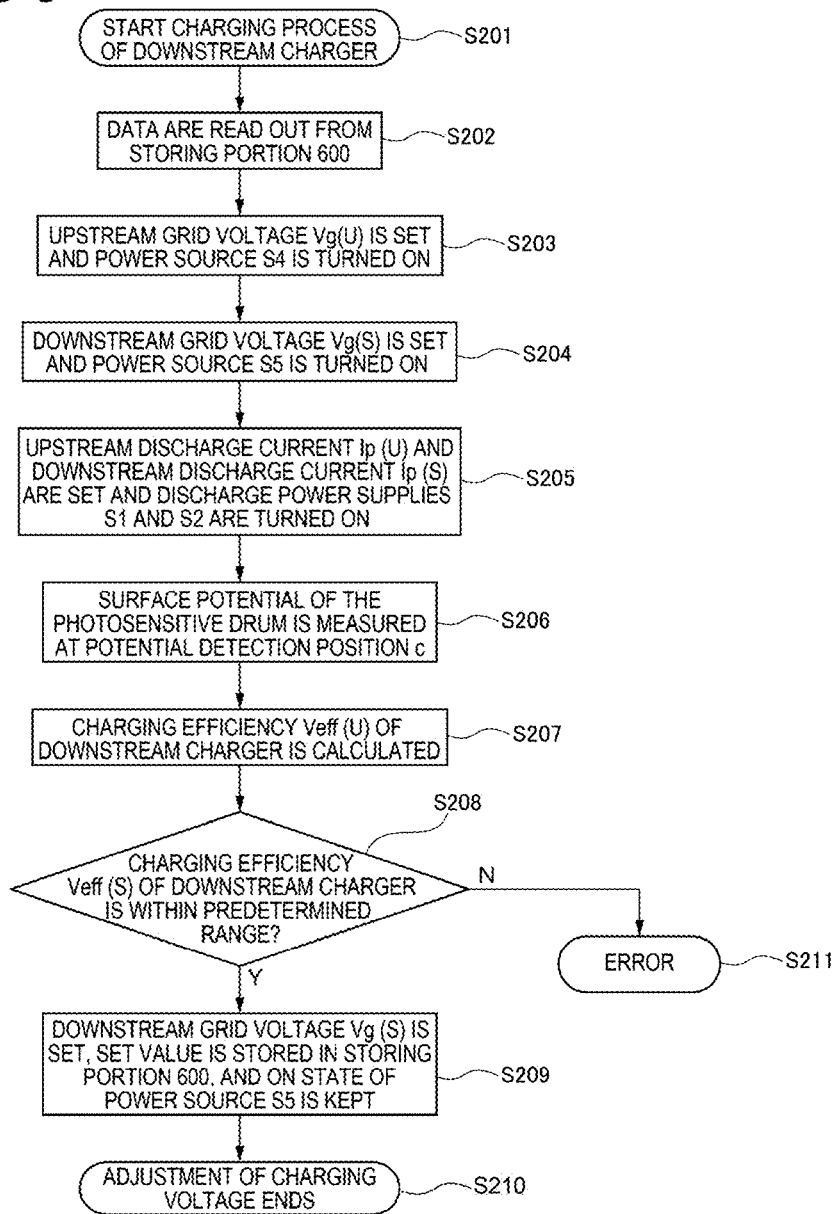 START CHARGING PROCESS
OF DOWNSTREAM CHARGER
S201
DATA ARE READ OUT FROM
STORING PORTION 600
S202
UPSTREAM GRID VOLTAGE Vg(U) IS SET
AND POWER SOURCE S4 IS TURNED ON
S203
DOWNSTREAM GRID VOLTAGE Vg(S) IS SET
AND POWER SOURCE S5 IS TURNED ON
S204
UPSTREAM DISCHARGE CURRENT Ip (U) AND
DOWNSTREAM DISCHARGE CURRENT Ip (S)
ARE SET AND DISCHARGE POWER SUPPLIES
S1 AND S2 ARE TURNED ON
S205
SURFACE POTENTIAL OF THE
PHOTOSENSITIVE DRUM IS MEASURED
AT POTENTIAL DETECTION POSITION c
S206
CHARGING EFFICIENCY Veff (U) OF
DOWNSTREAM CHARGER IS CALCULATED
S207
S208
CHARGING EFFICIENCY
Veff (S) OF DOWNSTREAM CHARGER
IS WITHIN PREDETERMINED
RANGE?
N
Y
ERROR
S211
DOWNSTREAM GRID VOLTAGE Vg (S) IS
SET, SET VALUE IS STORED IN STORING
PORTION 600, AND ON STATE OF
POWER SOURCE S5 IS KEPT
S209
ADJUSTMENT OF CHARGING
VOLTAGE ENDS
S210